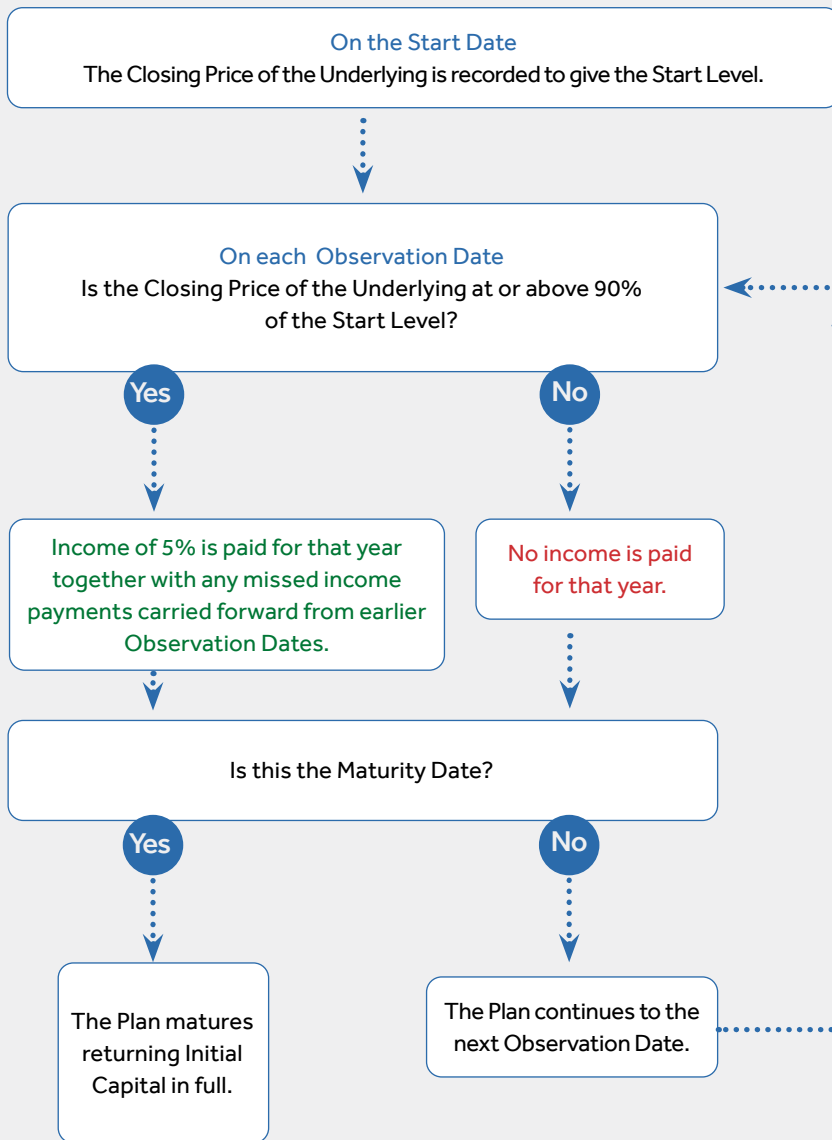 On the Start Date
The Closing Price of the Underlying is recorded to give the Start Level.
On each Observation Date
Is the Closing Price of the Underlying at or above 90%
of the Start Level?
Yes
No
Income of 5% is paid for that year
together with any missed income
payments carried forward from earlier
Observation Dates.
No income is paid
for that year.
Is this the Maturity Date?
Yes
No
The Plan matures
returning Initial
Capital in full.
The Plan continues to the
next Observation Date.